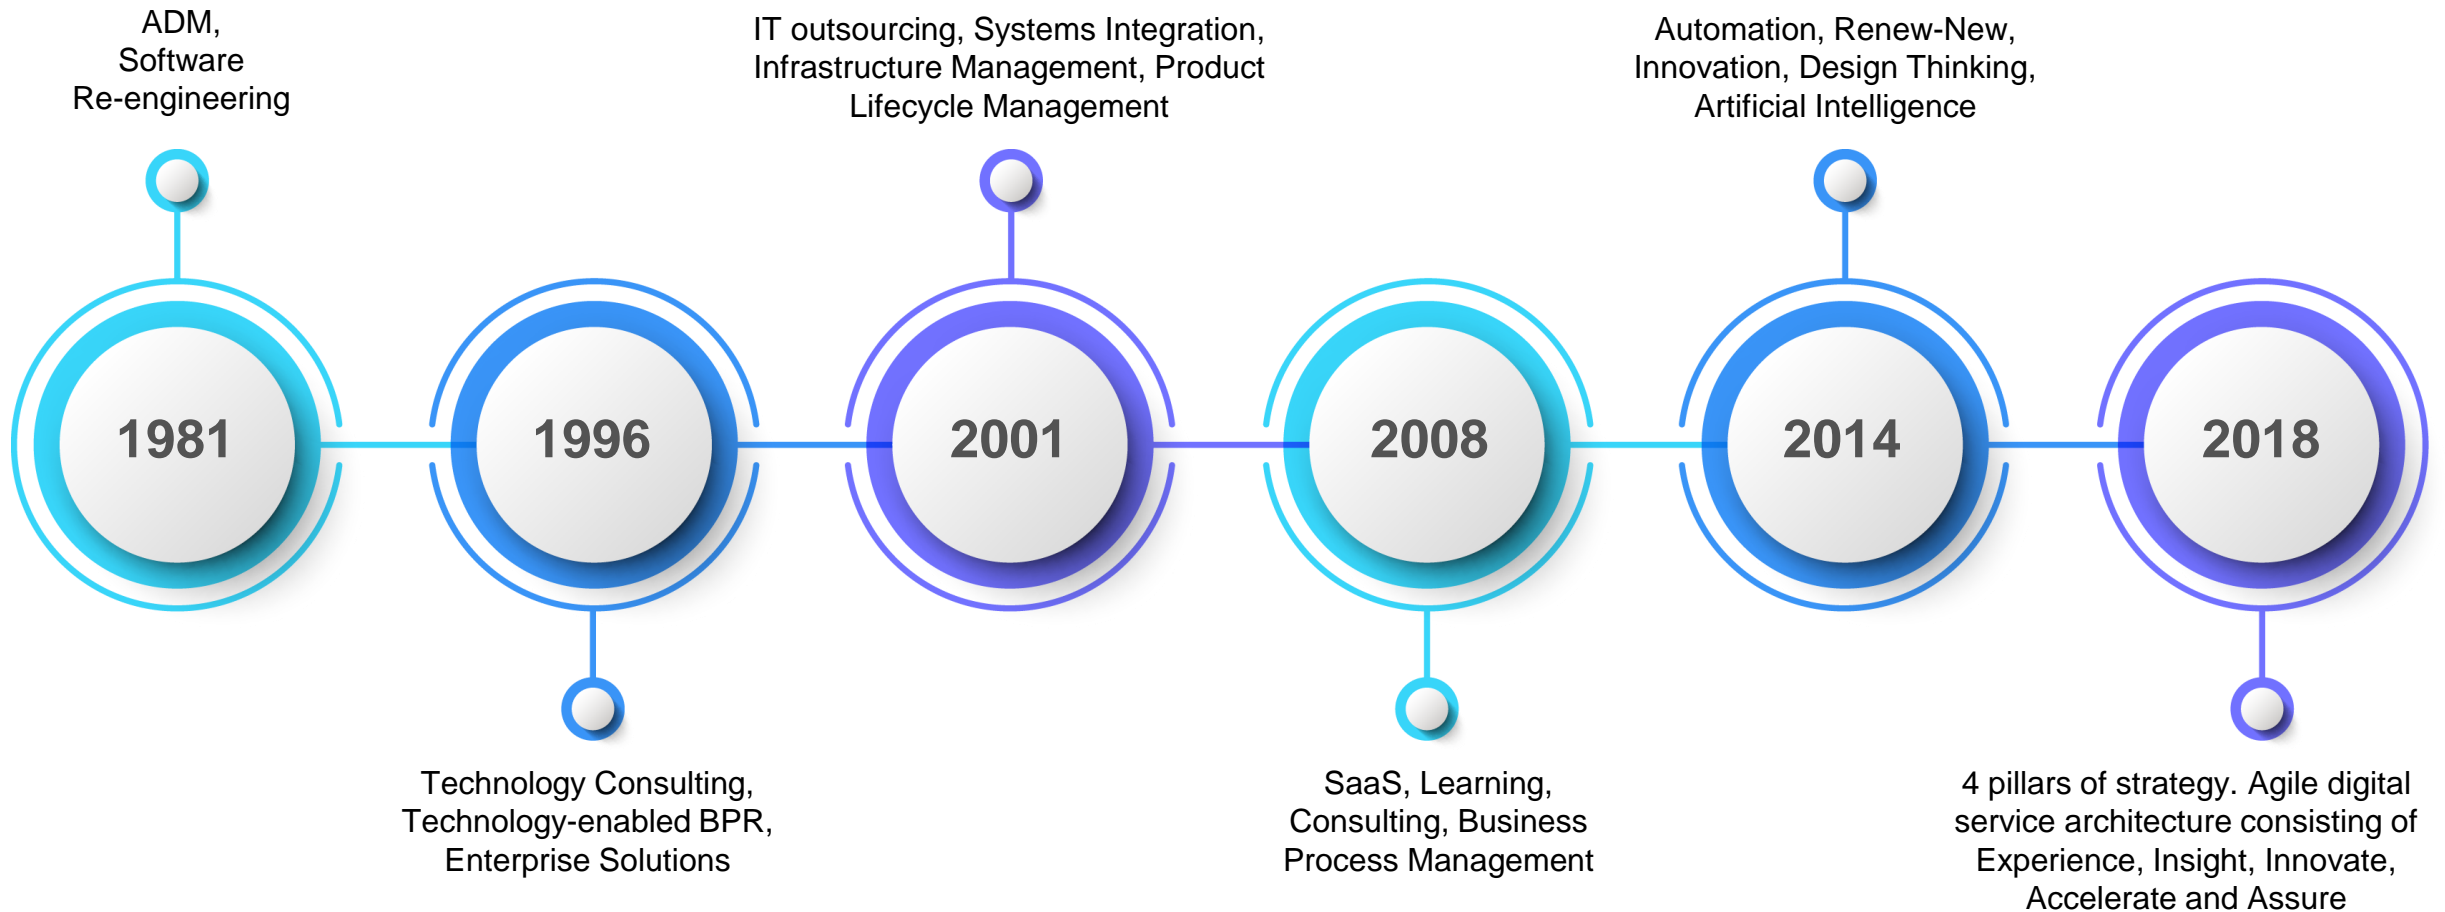 ADM,
Software
Re-engineering
IT outsourcing, Systems Integration,
Infrastructure Management, Product
Lifecycle Management
Automation, Renew-New,
Innovation, Design Thinking,
Artificial Intelligence
1981
1996
2001
2008
2014
2018
Technology Consulting,
Technology-enabled BPR,
Enterprise Solutions
SaaS, Learning,
Consulting, Business
Process Management
4 pillars of strategy. Agile digital
service architecture consisting of
Experience, Insight, Innovate,
Accelerate and Assure